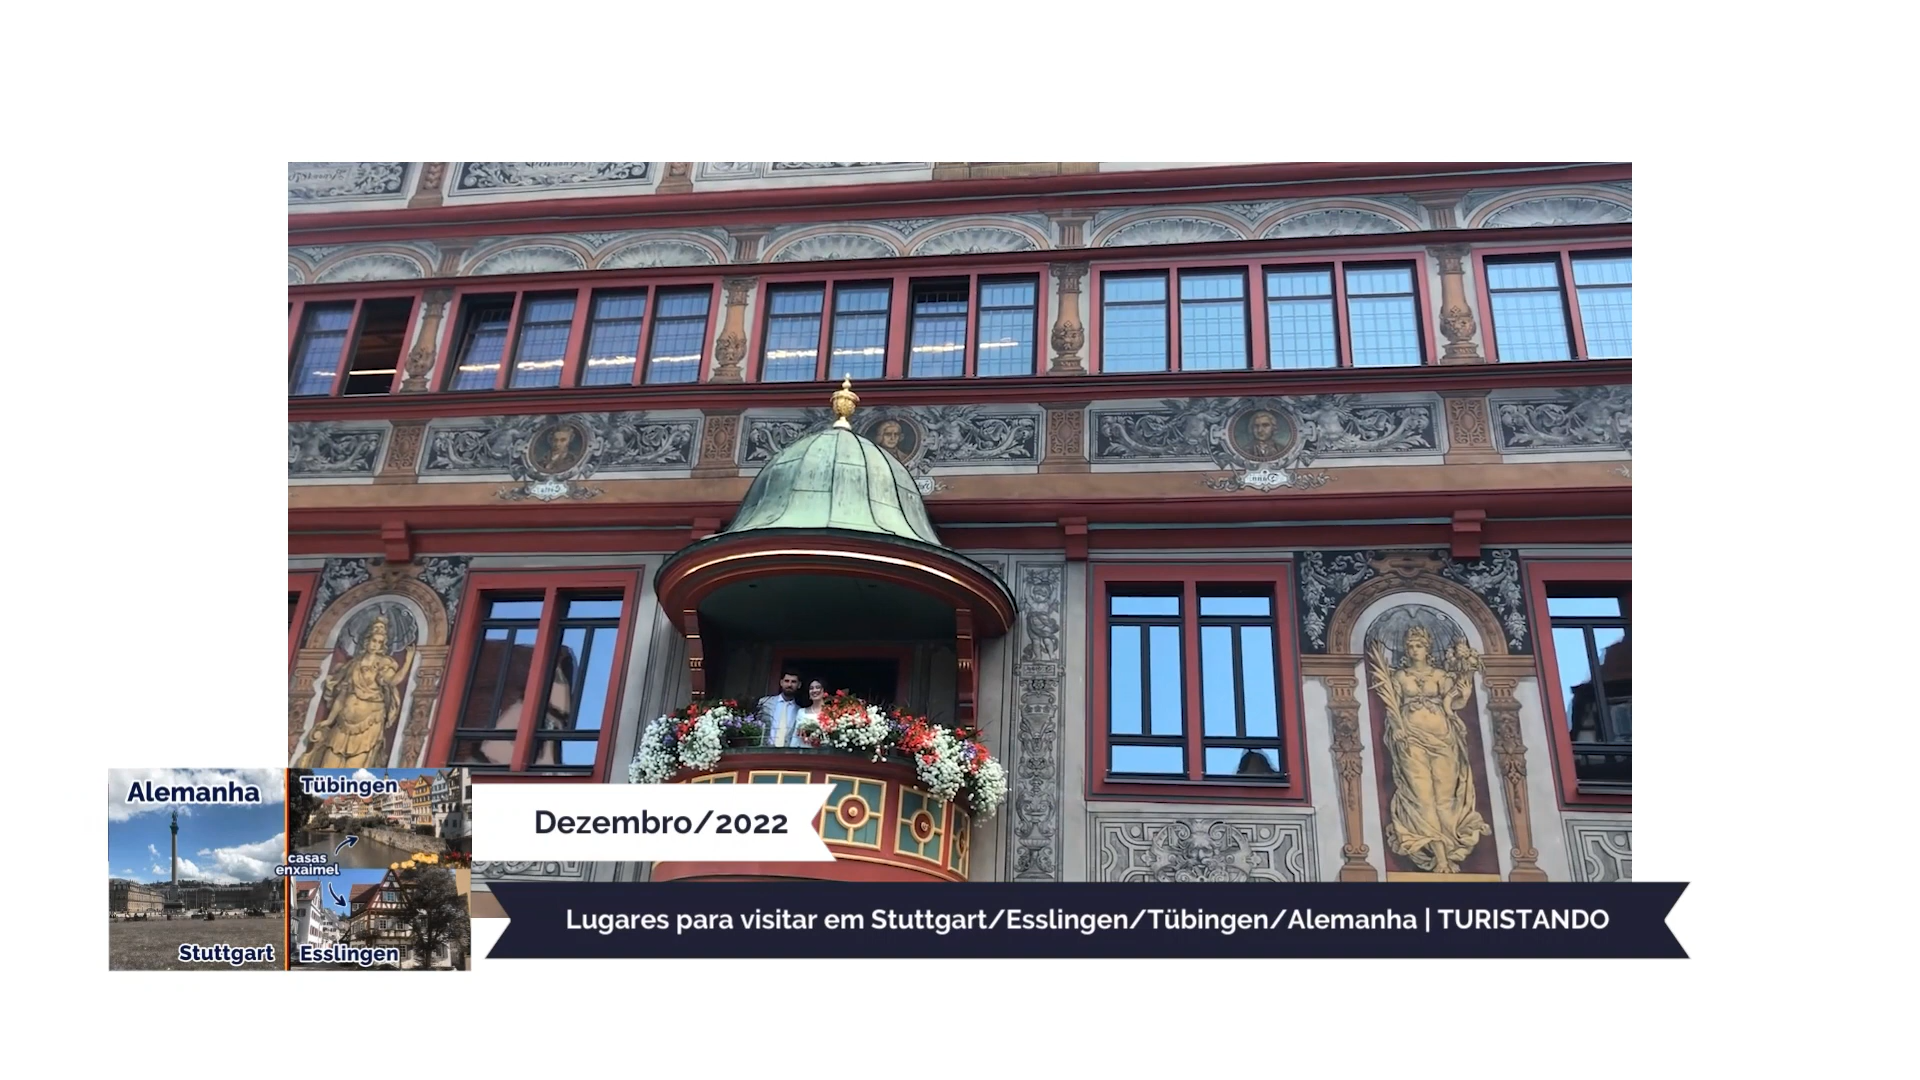 Alemanha
Tübingen
casas
enxaimel
Stuttgart
Esslingen
Dezembro/2022
Lugares para visitar em Stuttgart/Esslingen/Tübingen/Alemanha | TURISTANDO